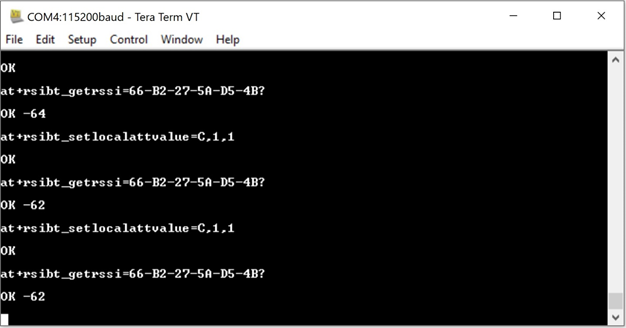 COM4:115200baud - Tera Term VT
File Edit Setup Control Window Help
OK
at+rsibt_getrssi=66-B2-27-5A-D5-4B?
OK -64
at+rsibt_setlocalattvalue=C,1,1
OK
at+rsibt_getrssi=66-B2-27-5A-D5-4B?
OK -62
at+rsibt_setlocalattvalue=C,1,1
OK
at+rsibt_getrssi=66-B2-27-5A-D5-4B?
OK -62